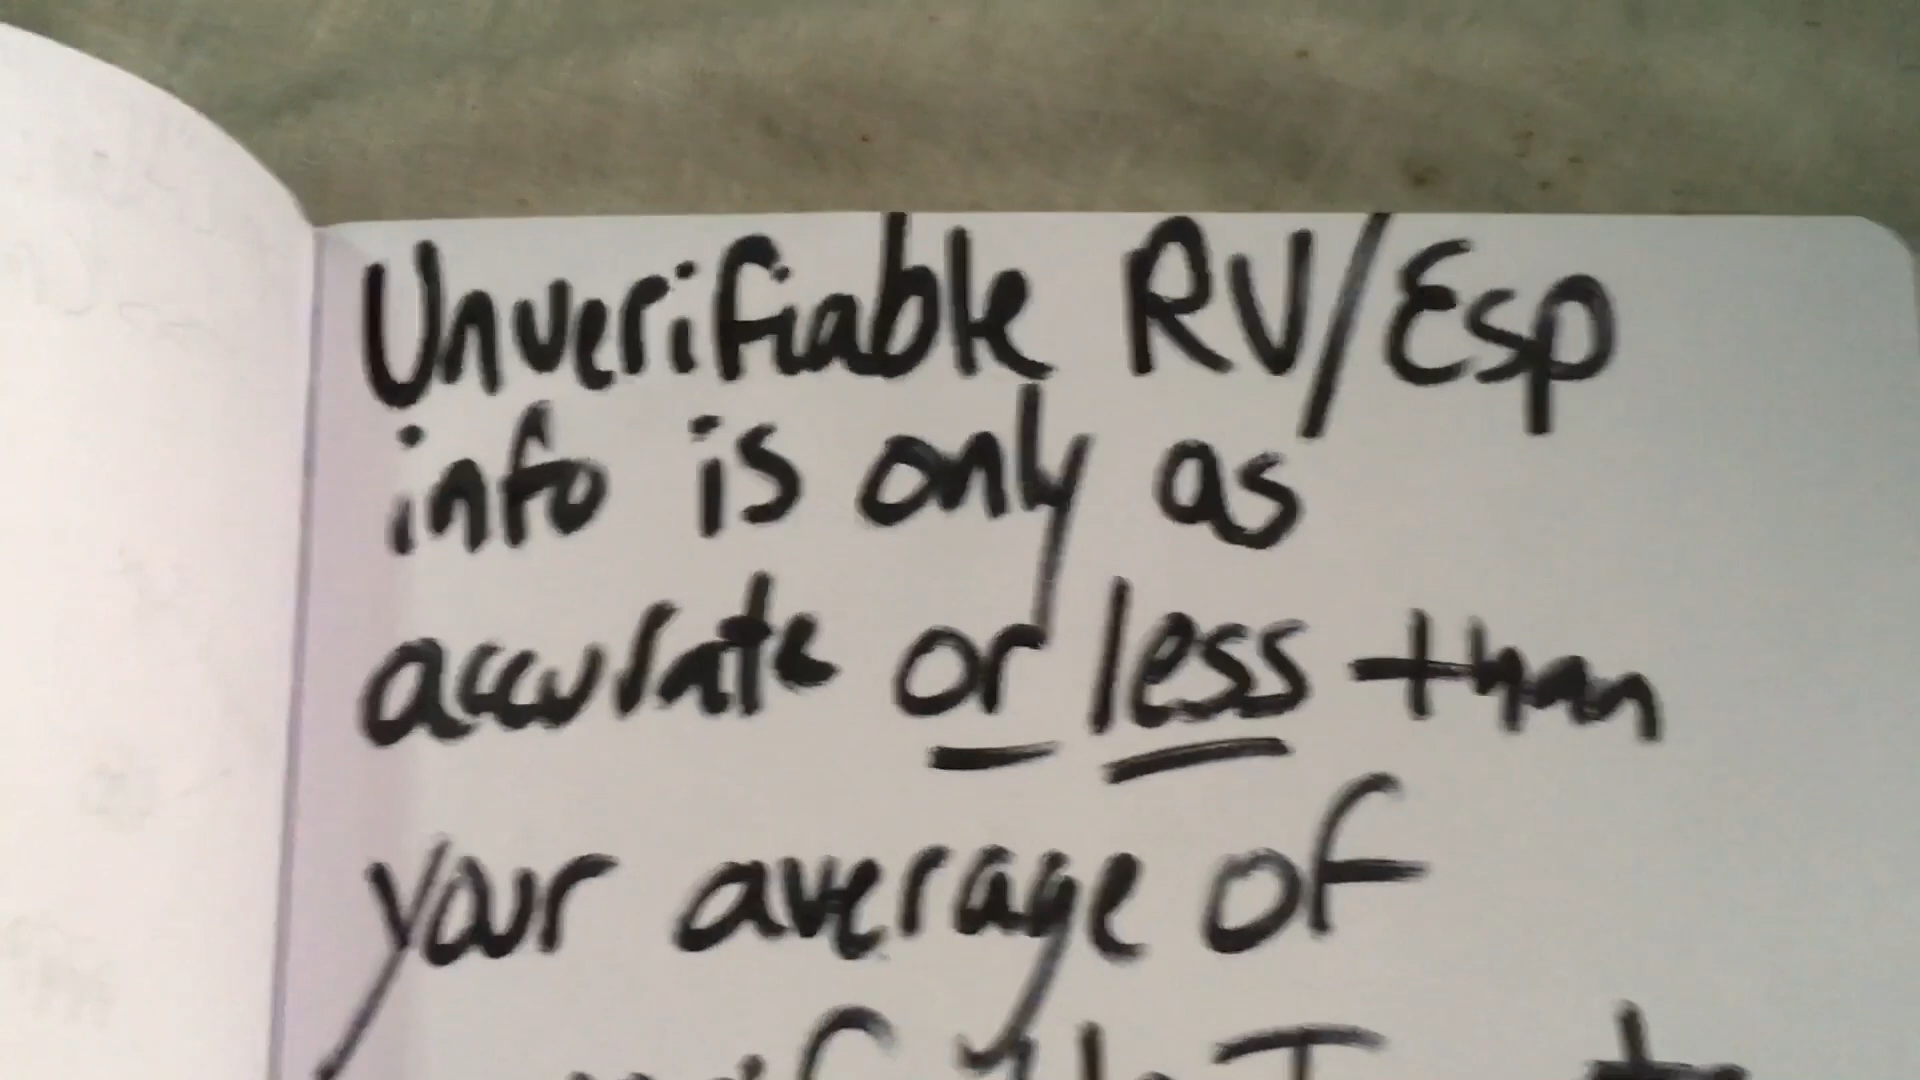 Unverifiable RV/Esp
info is only as
accurate or less than
your average of